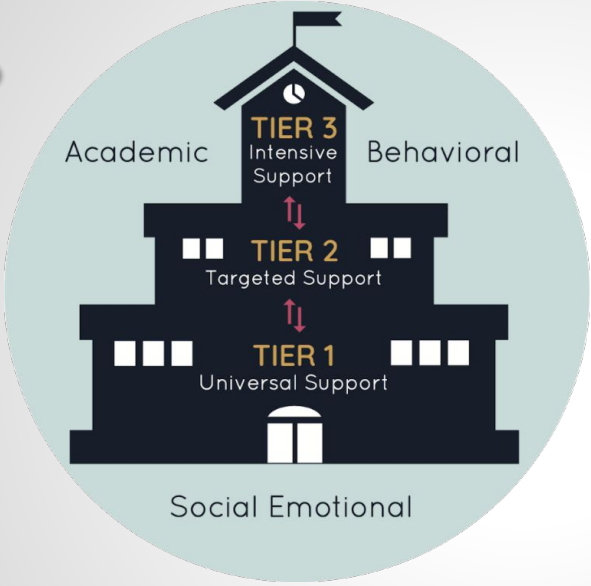 TIER 3
Intensive
Support
Academic
Behavioral
TIER 2
Targeted Support
TIER 1
Universal Support
Social Emotional